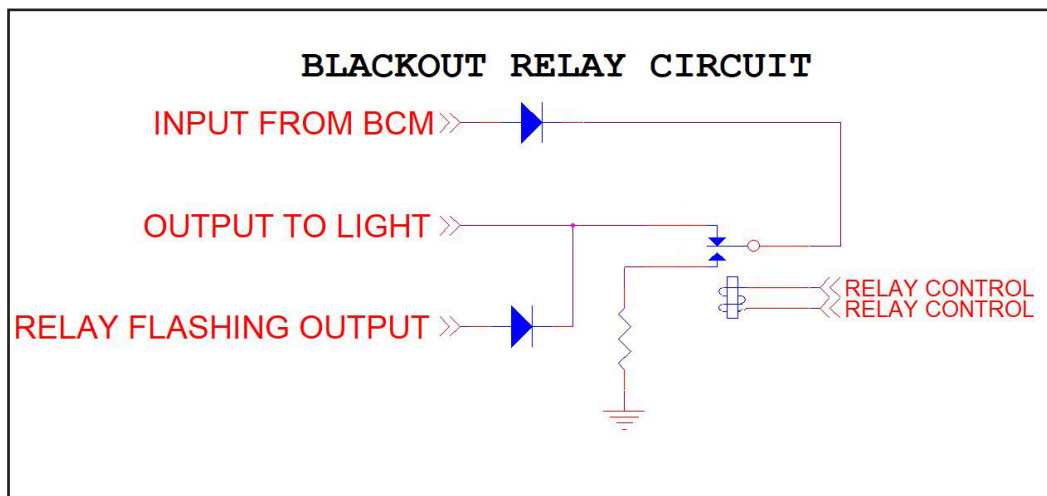 BLACKOUT RELAY CIRCUIT
INPUT FROM BCM
OUTPUT TO LIGHT
RELAY CONTROL
RELAY CONTROL
RELAY FLASHING OUTPUT